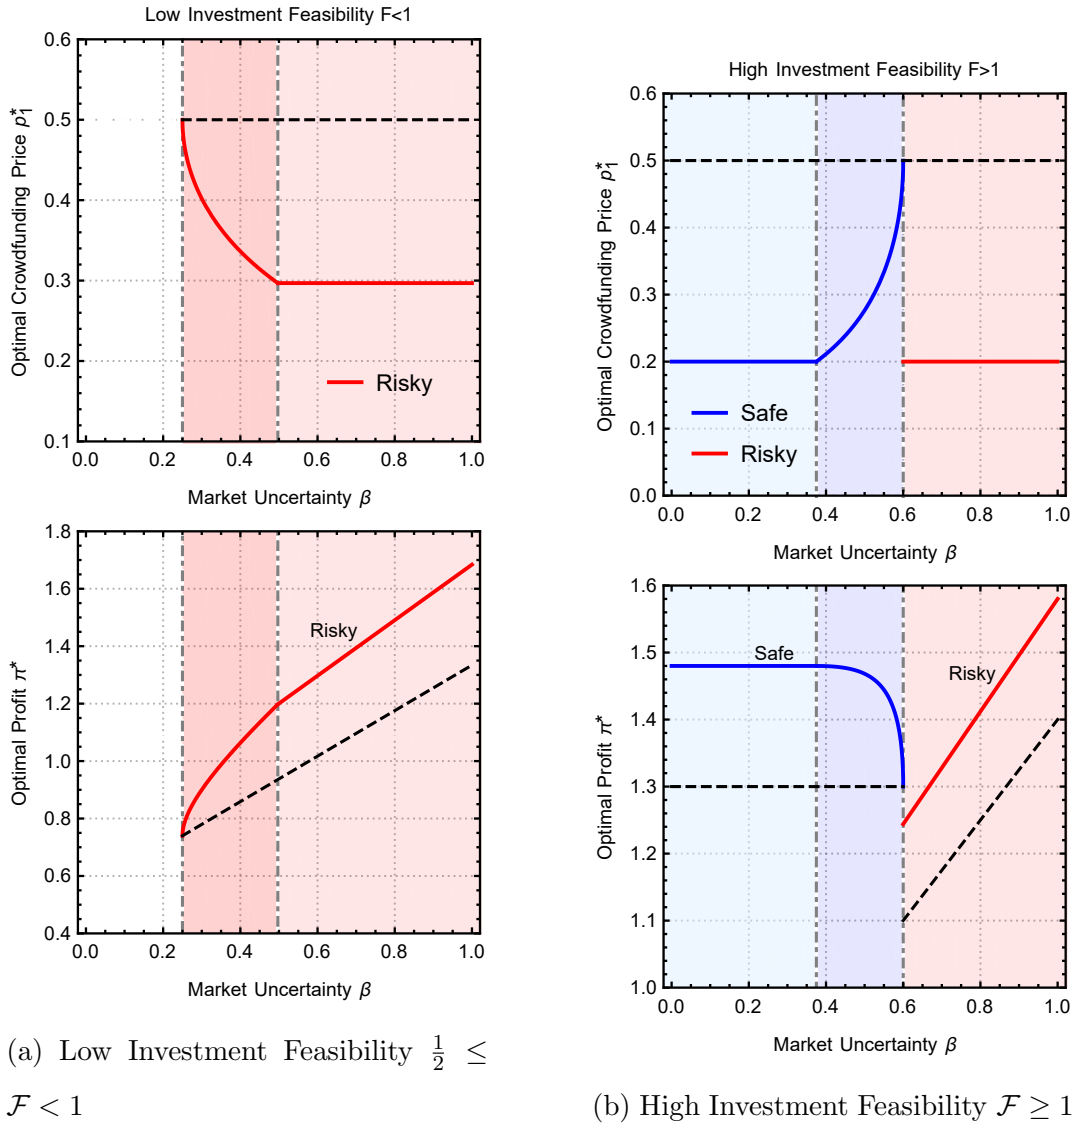 Low Investment Feasibility F<1
Optimal Crowdfunding Price p₁*
0.6
0.5
0.4
0.3
0.2
0.1
Risky
0.0 0.2 0.4 0.6 0.8 1.0
Market Uncertainty β
Optimal Profit π*
1.8
1.6
1.4
1.2
1.0
0.8
0.6
0.4
Risky
0.0 0.2 0.4 0.6 0.8 1.0
Market Uncertainty β
(a) Low Investment Feasibility ½ ≤
𝓕 < 1
High Investment Feasibility F>1
Optimal Crowdfunding Price p₁*
0.6
0.5
0.4
0.3
0.2
0.1
0.0
Safe
Risky
0.0 0.2 0.4 0.6 0.8 1.0
Market Uncertainty β
Optimal Profit π*
1.6
1.5
1.4
1.3
1.2
1.1
1.0
Safe
Risky
0.0 0.2 0.4 0.6 0.8 1.0
Market Uncertainty β
(b) High Investment Feasibility 𝓕 ≥ 1